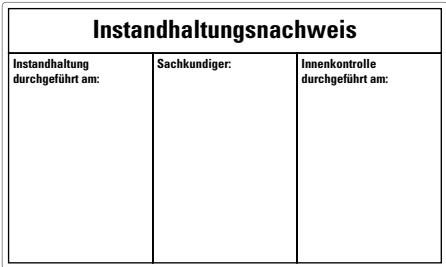 Instandhaltungsnachweis
Instandhaltung
durchgeführt am:
Sachkundiger:
Innenkontrolle
durchgeführt am: